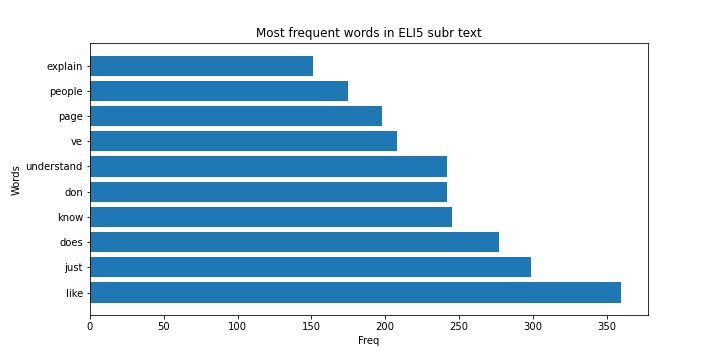 Most frequent words in ELI5 subr text
explain
people
page
ve
understand
don
know
does
just
like
Words
0 50 100 150 200 250 300 350
Freq